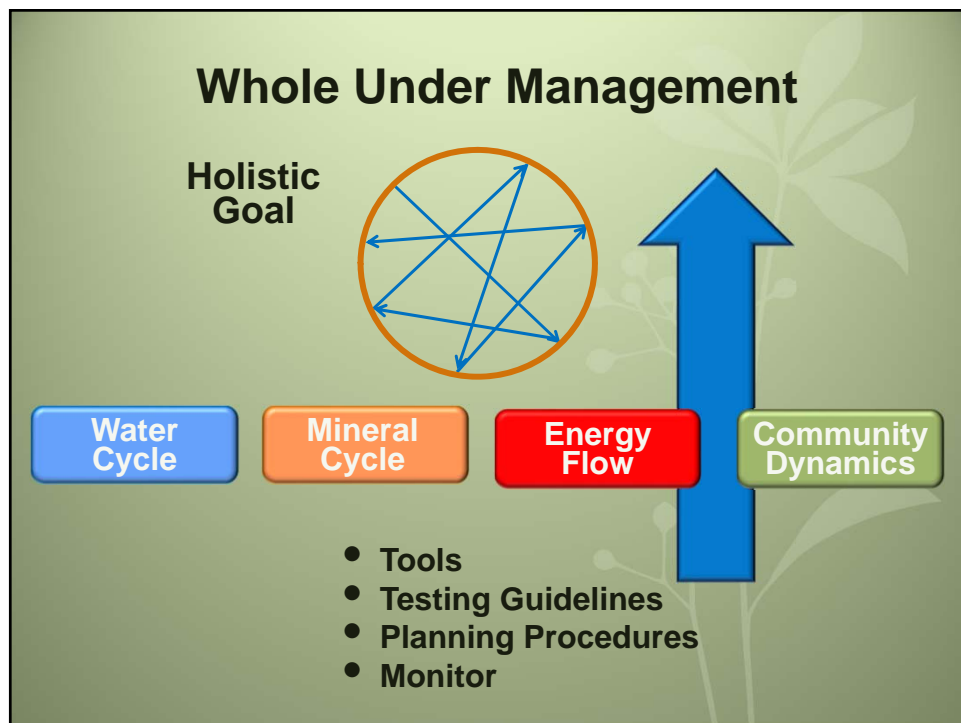 Whole Under Management
Holistic
Goal
Water
Cycle
Mineral
Cycle
Energy
Flow
Community
Dynamics
• Tools
• Testing Guidelines
• Planning Procedures
• Monitor